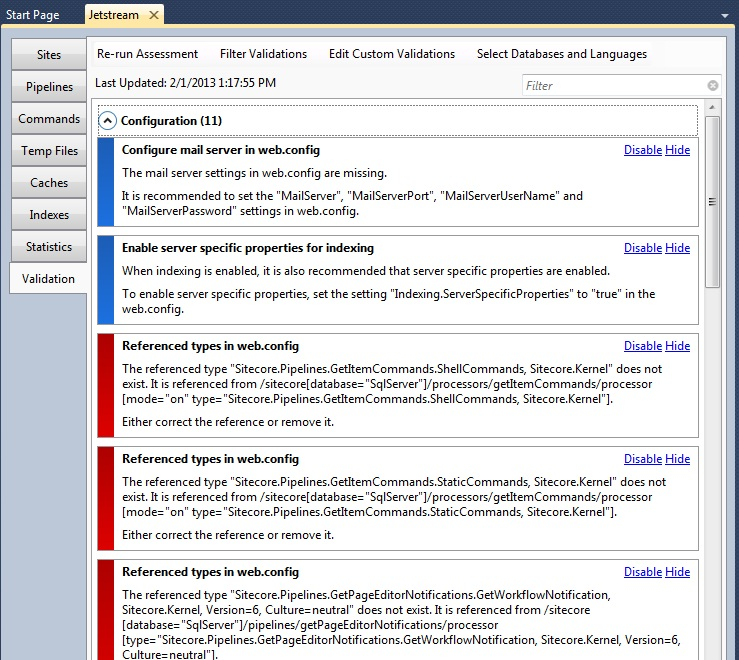 Start Page
Jetstream
Sites
Pipelines
Commands
Temp Files
Caches
Indexes
Statistics
Validation
Re-run Assessment
Filter Validations
Edit Custom Validations
Select Databases and Languages
Last Updated: 2/1/2013 1:17:55 PM
Filter
Configuration (11)
Configure mail server in web.config
Disable Hide
The mail server settings in web.config are missing.
It is recommended to set the "MailServer", "MailServerPort", "MailServerUserName" and
"MailServerPassword" settings in web.config.
Enable server specific properties for indexing
Disable Hide
When indexing is enabled, it is also recommended that server specific properties are enabled.
To enable server specific properties, set the setting "Indexing.ServerSpecificProperties" to "true" in the
web.config.
Referenced types in web.config
Disable Hide
The referenced type "Sitecore.Pipelines.GetItemCommands.ShellCommands, Sitecore.Kernel" does not
exist. It is referenced from /sitecore[database="SqlServer"]/processors/getItemCommands/processor
[mode="on" type="Sitecore.Pipelines.GetItemCommands.ShellCommands, Sitecore.Kernel"].
Either correct the reference or remove it.
Referenced types in web.config
Disable Hide
The referenced type "Sitecore.Pipelines.GetItemCommands.StaticCommands, Sitecore.Kernel" does not
exist. It is referenced from /sitecore[database="SqlServer"]/processors/getItemCommands/processor
[mode="on" type="Sitecore.Pipelines.GetItemCommands.StaticCommands, Sitecore.Kernel"].
Either correct the reference or remove it.
Referenced types in web.config
Disable Hide
The referenced type "Sitecore.Pipelines.GetPageEditorNotifications.GetWorkflowNotification,
Sitecore.Kernel, Version=6, Culture=neutral" does not exist. It is referenced from /sitecore
[database="SqlServer"]/pipelines/getPageEditorNotifications/processor
[type="Sitecore.Pipelines.GetPageEditorNotifications.GetWorkflowNotification, Sitecore.Kernel, Version=6,
Culture=neutral"].